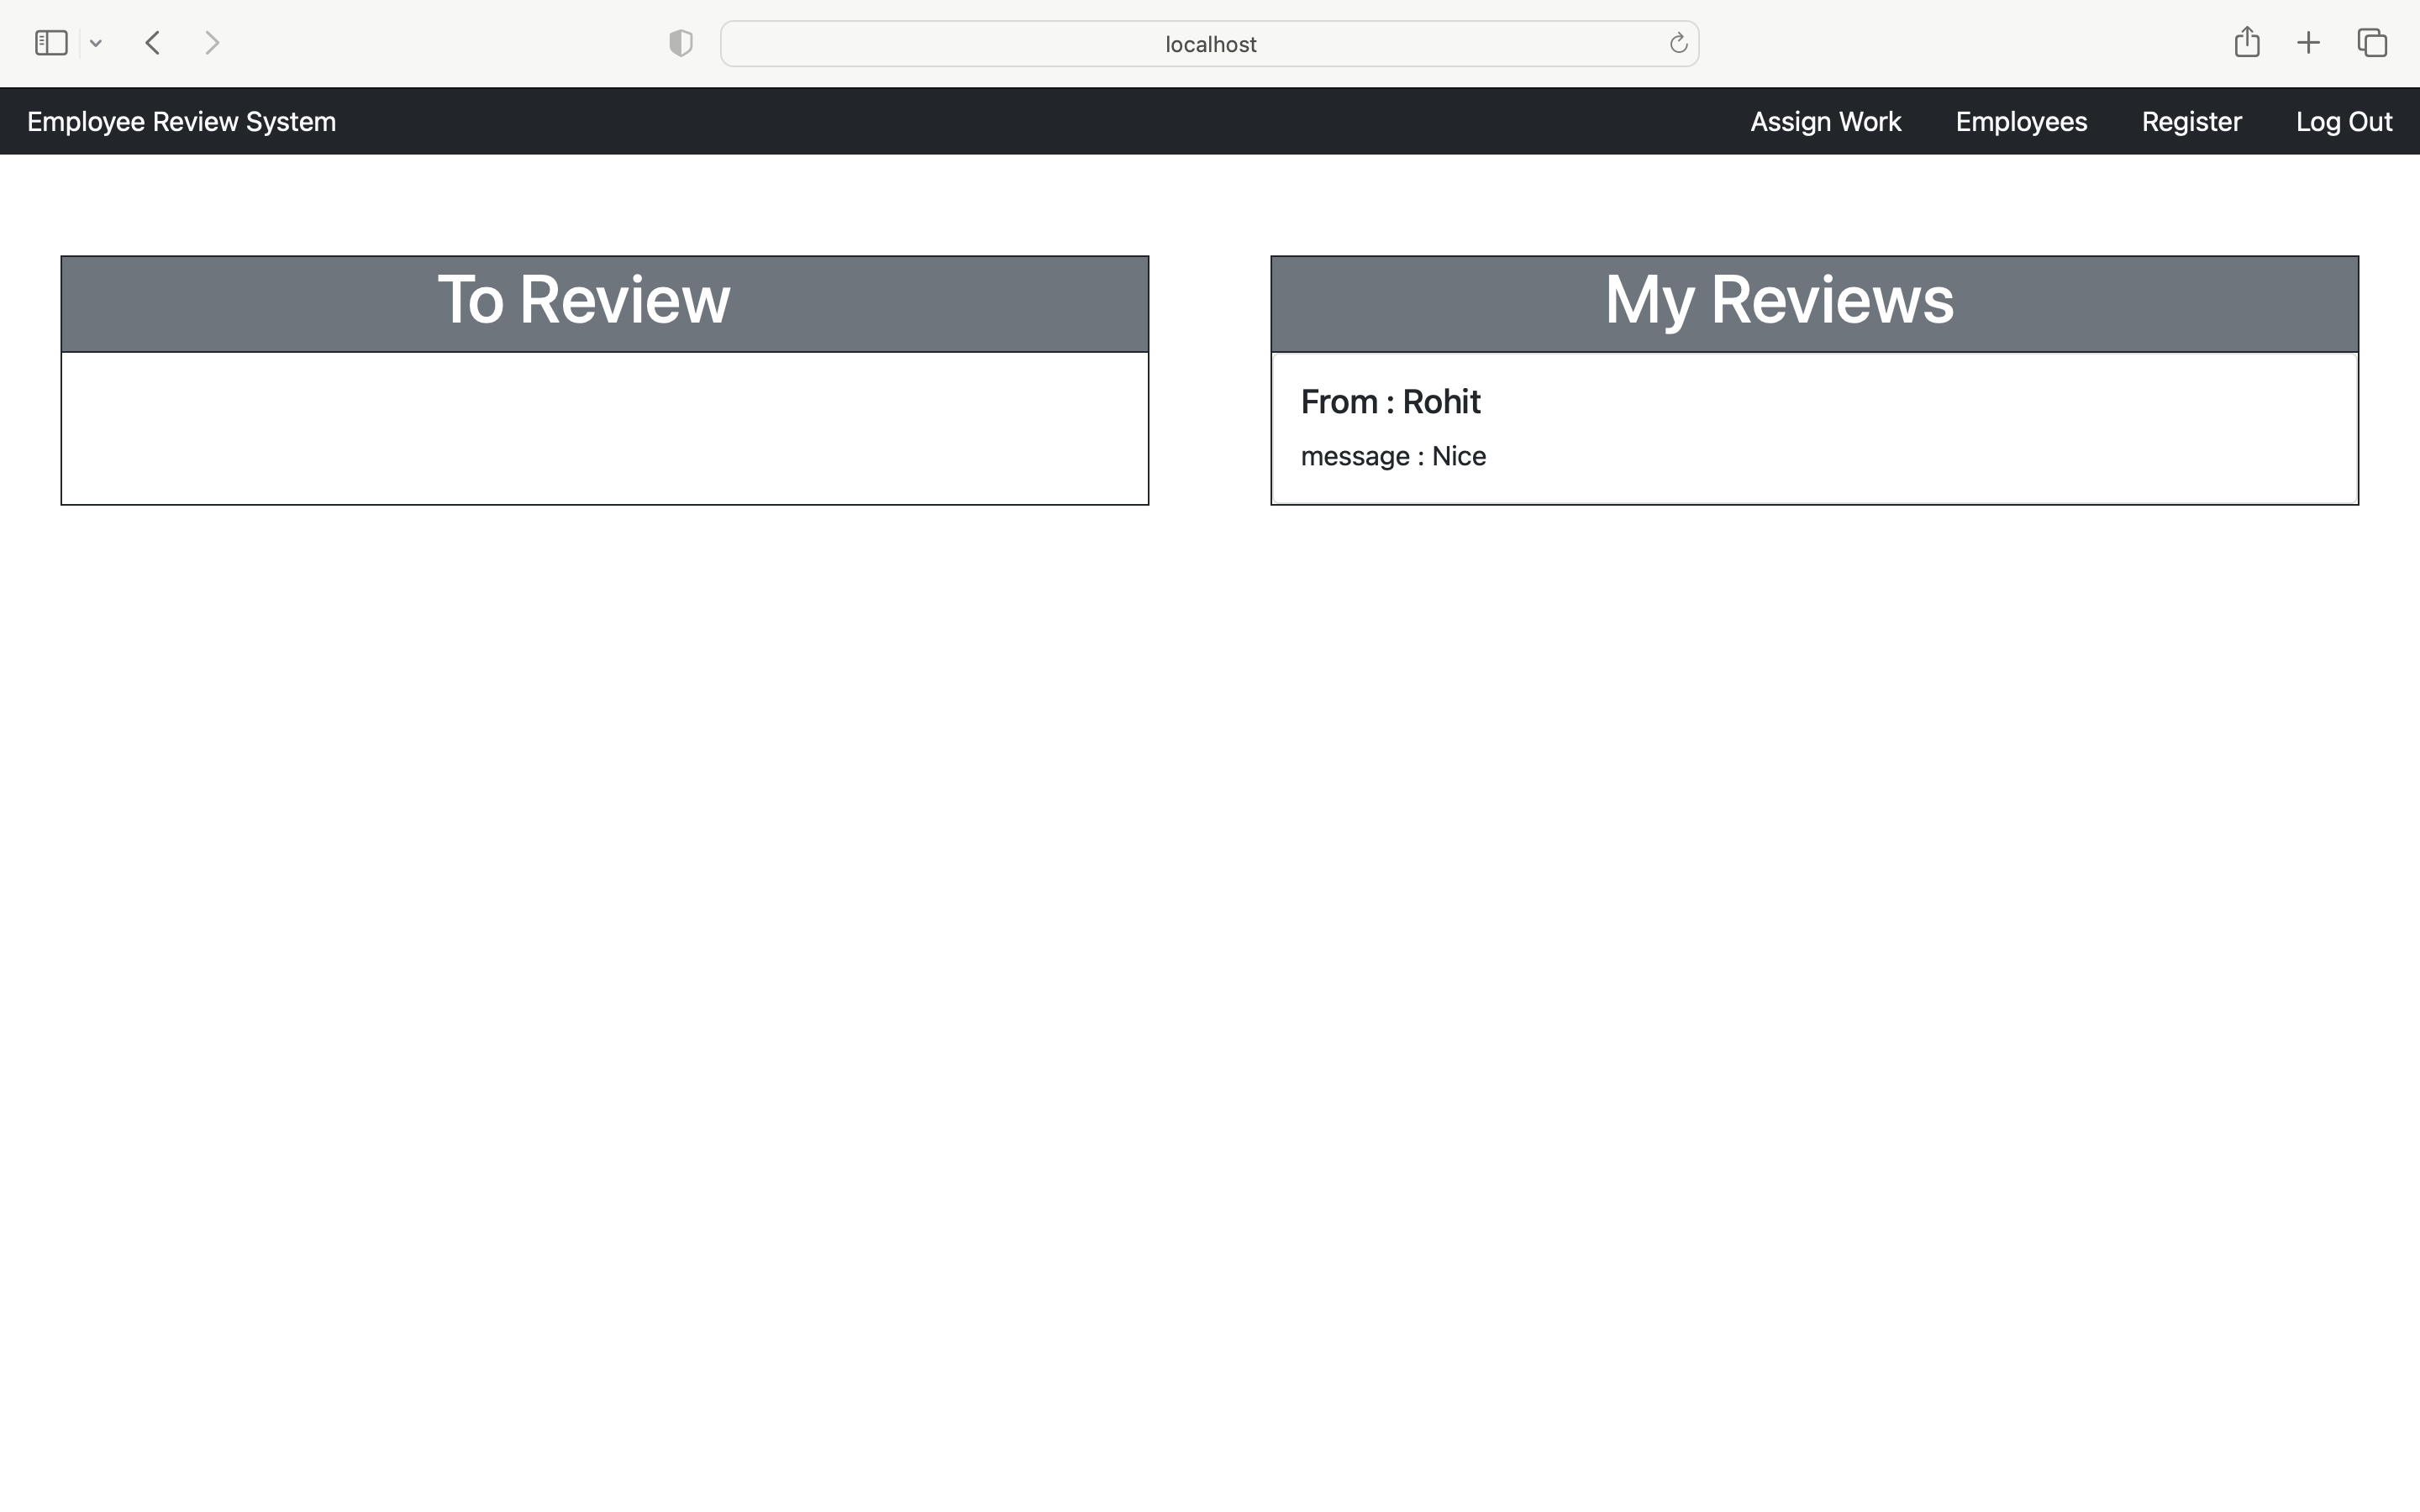 localhost
Employee Review System
Assign Work Employees Register Log Out
To Review
My Reviews
From : Rohit
message : Nice